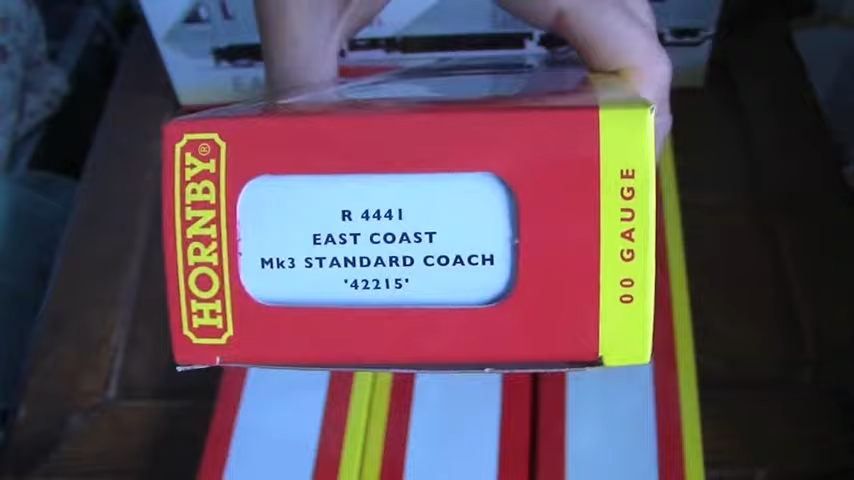 HORNBY®
R 4441
EAST COAST
Mk3 STANDARD COACH
'42215'
00 GAUGE